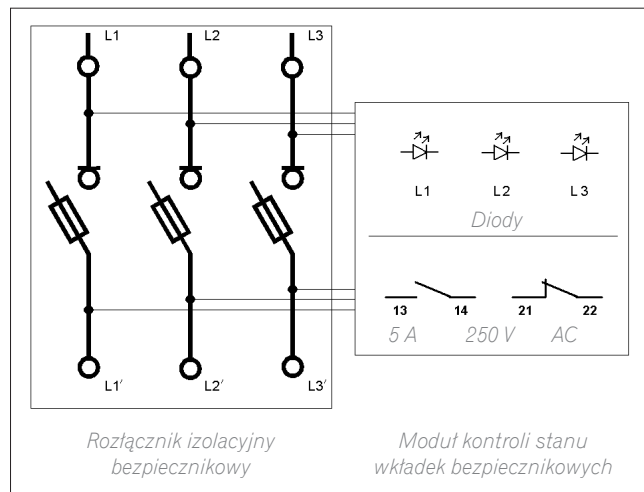 L1 L2 L3
L1 L2 L3
Diody
13 14 21 22
5 A 250 V AC
L1′ L2′ L3′
Rozłącznik izolacyjny
bezpiecznikowy
Moduł kontroli stanu
wkładek bezpiecznikowych